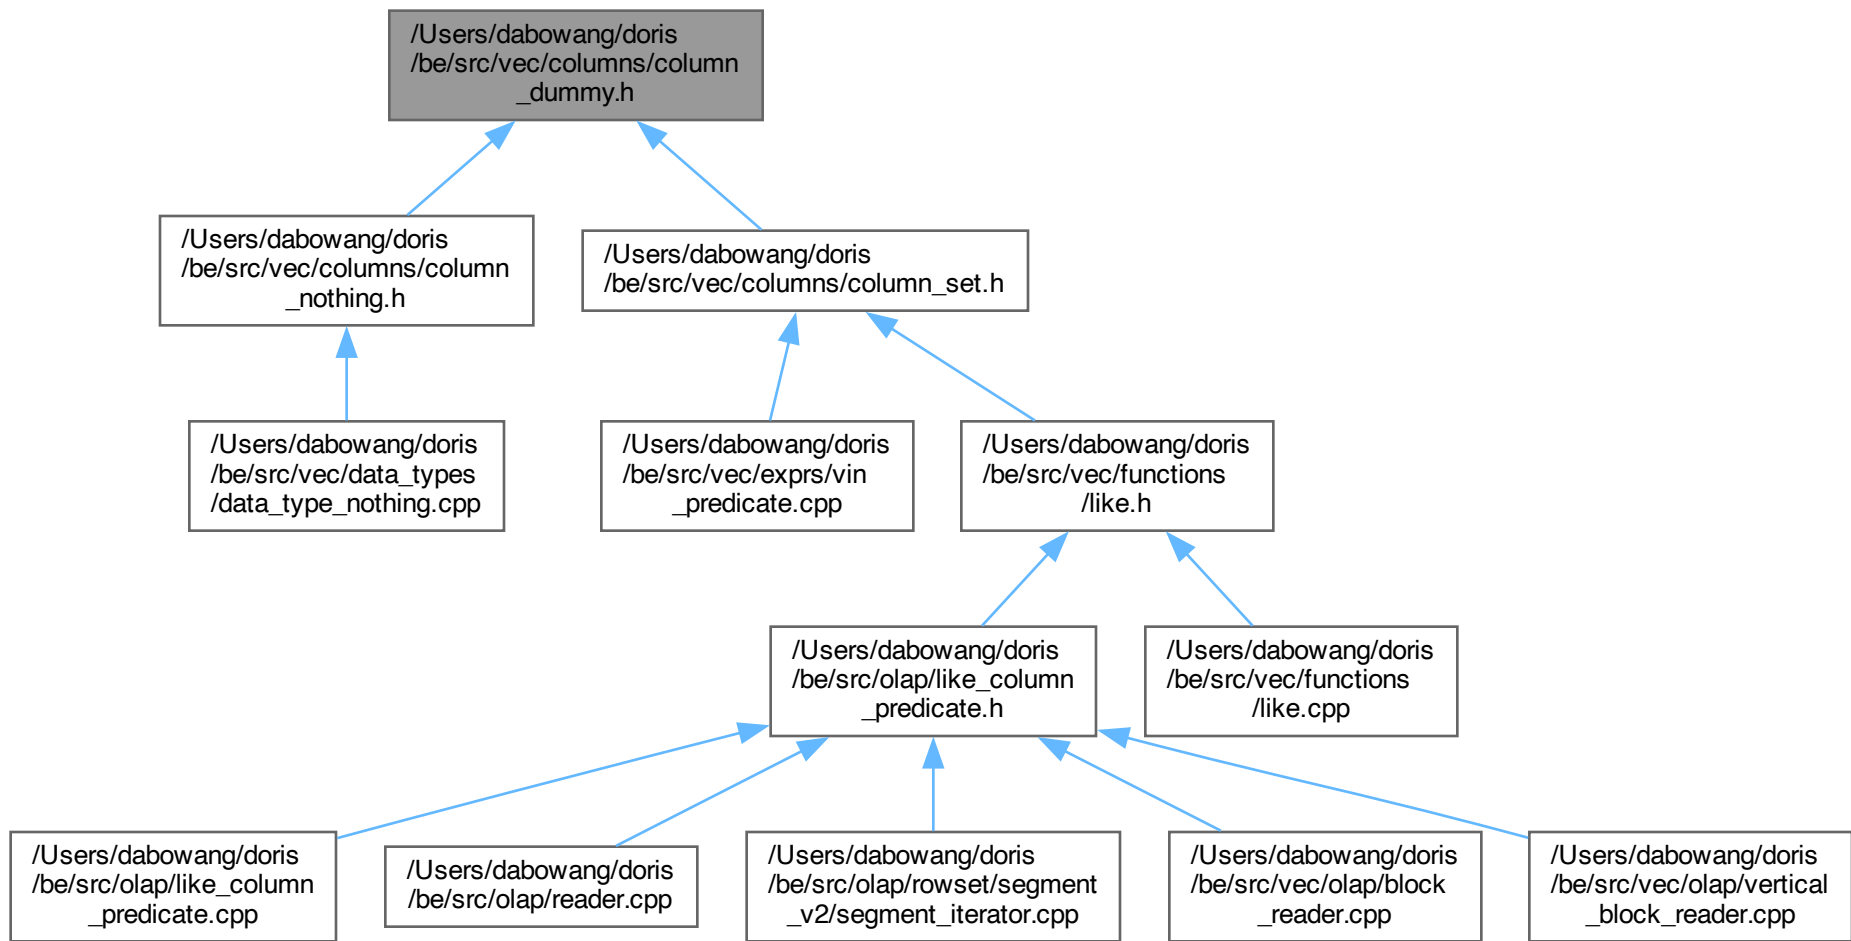 /Users/dabowang/doris
/be/src/vec/columns/column
_dummy.h
/Users/dabowang/doris
/be/src/vec/columns/column
_nothing.h
/Users/dabowang/doris
/be/src/vec/columns/column_set.h
/Users/dabowang/doris
/be/src/vec/data_types
/data_type_nothing.cpp
/Users/dabowang/doris
/be/src/vec/exprs/vin
_predicate.cpp
/Users/dabowang/doris
/be/src/vec/functions
/like.h
/Users/dabowang/doris
/be/src/olap/like_column
_predicate.h
/Users/dabowang/doris
/be/src/vec/functions
/like.cpp
/Users/dabowang/doris
/be/src/olap/like_column
_predicate.cpp
/Users/dabowang/doris
/be/src/olap/reader.cpp
/Users/dabowang/doris
/be/src/olap/rowset/segment
_v2/segment_iterator.cpp
/Users/dabowang/doris
/be/src/vec/olap/block
_reader.cpp
/Users/dabowang/doris
/be/src/vec/olap/vertical
_block_reader.cpp